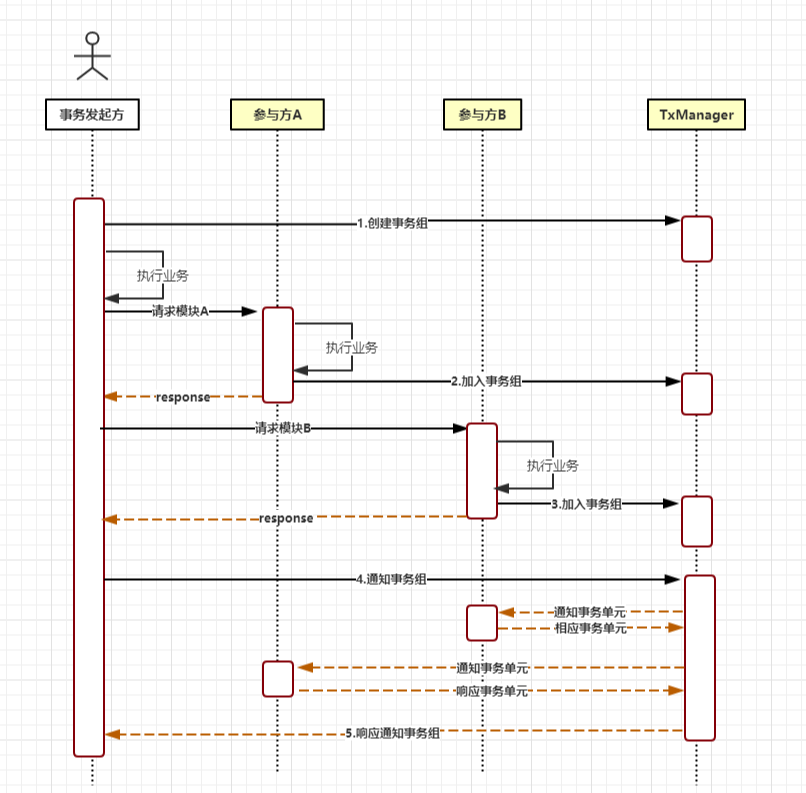 事务发起方
参与方A
参与方B
TxManager
1.创建事务组
执行业务
请求模块A
执行业务
2.加入事务组
response
请求模块B
执行业务
3.加入事务组
response
4.通知事务组
通知事务单元
相应事务单元
通知事务单元
响应事务单元
5.响应通知事务组